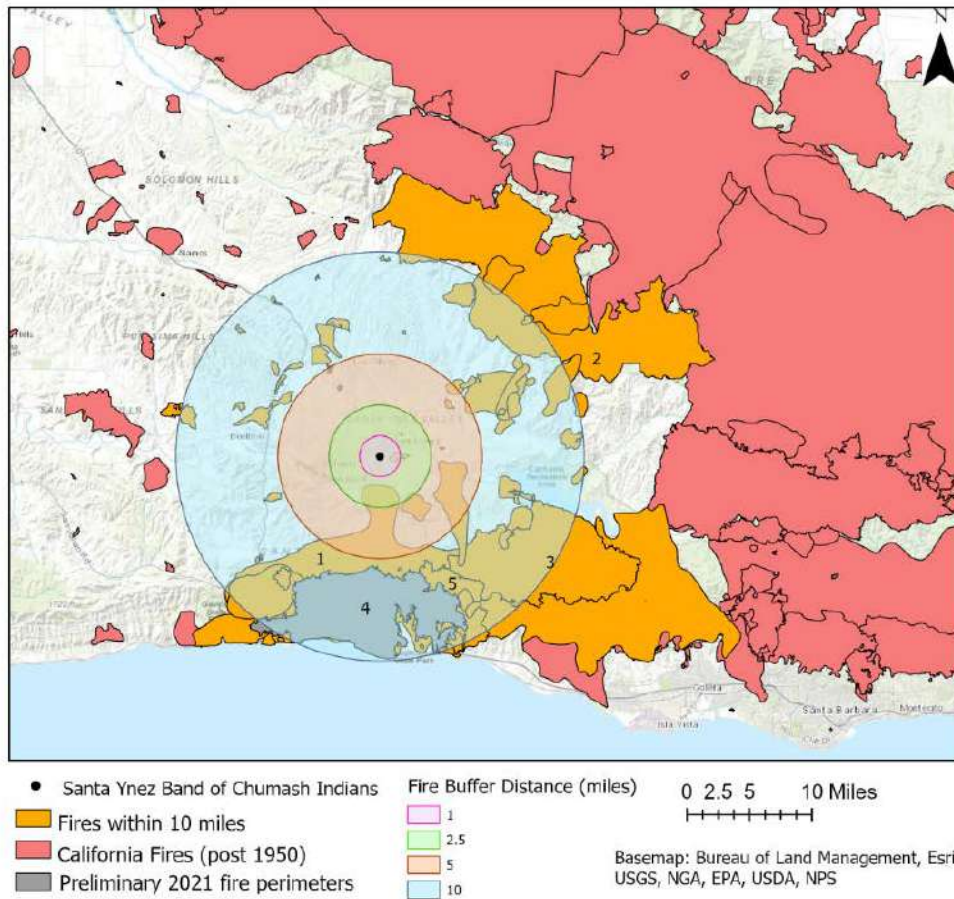 VALLEY
N
SOLOMON HILLS
2
1
3
5
4
Goleta
Isla Vista
Santa Barbara
Montecito
Santa Ynez Band of Chumash Indians
Fires within 10 miles
California Fires (post 1950)
Preliminary 2021 fire perimeters
Fire Buffer Distance (miles)
1
2.5
5
10
0 2.5 5 10 Miles
Basemap: Bureau of Land Management, Esri
USGS, NGA, EPA, USDA, NPS